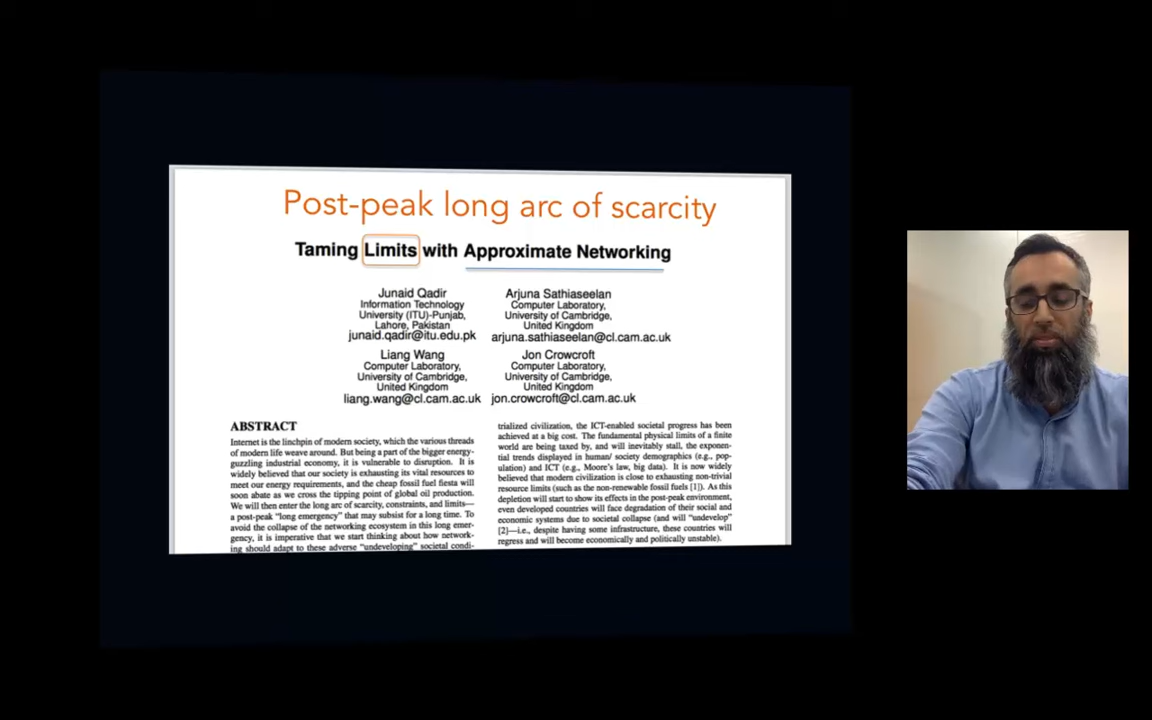 Post-peak long arc of scarcity
Taming Limits with Approximate Networking
Junaid Qadir
Information Technology
University (ITU)-Punjab,
Lahore, Pakistan
junaid.qadir@itu.edu.pk
Arjuna Sathiaseelan
Computer Laboratory,
University of Cambridge,
United Kingdom
arjuna.sathiaseelan@cl.cam.ac.uk
Liang Wang
Computer Laboratory,
University of Cambridge,
United Kingdom
liang.wang@cl.cam.ac.uk
Jon Crowcroft
Computer Laboratory,
University of Cambridge,
United Kingdom
jon.crowcroft@cl.cam.ac.uk
ABSTRACT
Internet is the linchpin of modern society, which the various threads
of modern life weave around. But being a part of the bigger energy-
guzzling industrial economy, it is vulnerable to disruption. It is
widely believed that our society is exhausting its vital resources to
meet our energy requirements, and the cheap fossil fuel fiesta will
soon abate as we cross the tipping point of global oil production.
We will then enter the long arc of scarcity, constraints, and limits—
a post-peak "long emergency" that may subsist for a long time. To
avoid the collapse of the networking ecosystem in this long emer-
gency, it is imperative that we start thinking about how network-
ing should adapt to these adverse "undeveloping" societal condi-
trialized civilization, the ICT-enabled societal progress has been
achieved at a big cost. The fundamental physical limits of a finite
world are being taxed by, and will inevitably stall, the exponen-
tial trends displayed in human/ society demographics (e.g., pop-
ulation) and ICT (e.g., Moore's law, big data). It is now widely
believed that modern civilization is close to exhausting non-trivial
resource limits (such as the non-renewable fossil fuels [1]). As this
depletion will start to show its effects in the post-peak environment,
even developed countries will face degradation of their social and
economic systems due to societal collapse (and will "undevelop"
[2]—i.e., despite having some infrastructure, these countries will
regress and will become economically and politically unstable).